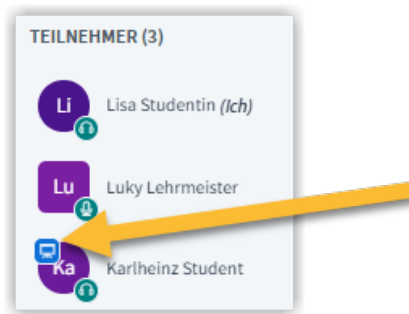 TEILNEHMER (3)
Li Lisa Studentin (Ich)
Lu Luky Lehrmeister
Ka Karlheinz Student